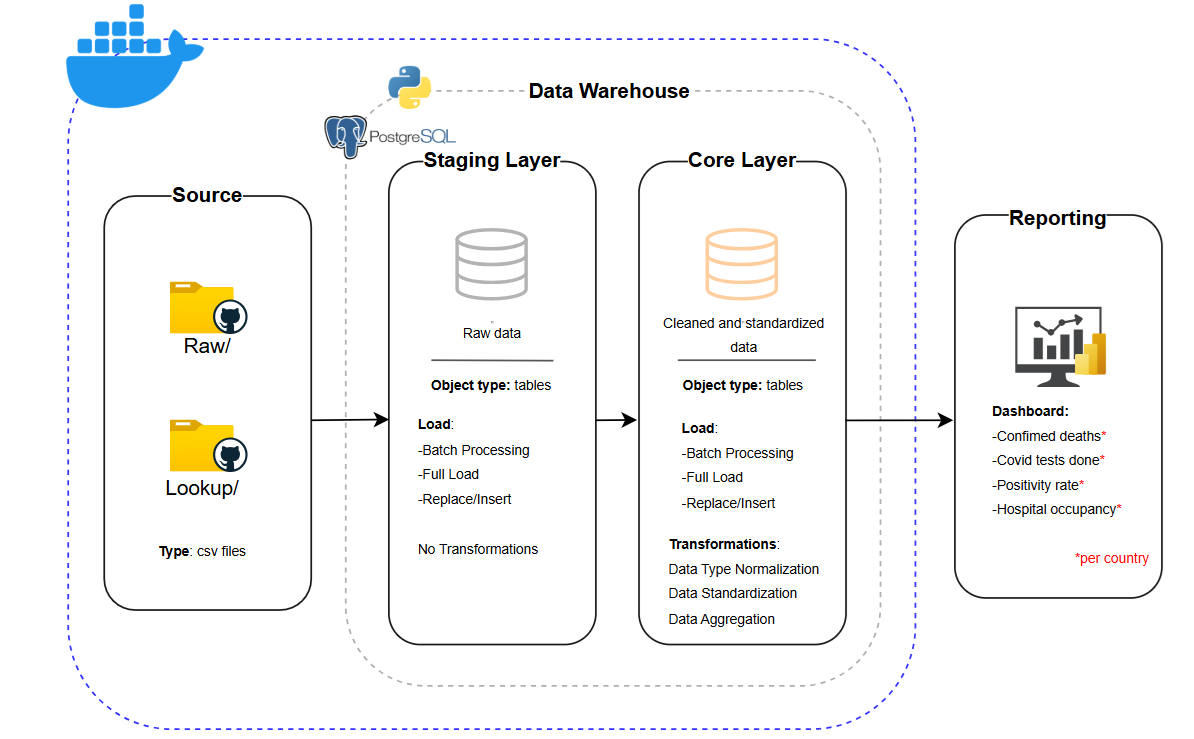 Data Warehouse
PostgreSQL
Source
Raw/
Lookup/
Type: csv files
Staging Layer
Raw data
Object type: tables
Load:
-Batch Processing
-Full Load
-Replace/Insert
No Transformations
Core Layer
Cleaned and standardized
data
Object type: tables
Load:
-Batch Processing
-Full Load
-Replace/Insert
Transformations:
Data Type Normalization
Data Standardization
Data Aggregation
Reporting
Dashboard:
-Confimed deaths*
-Covid tests done*
-Positivity rate*
-Hospital occupancy*
*per country